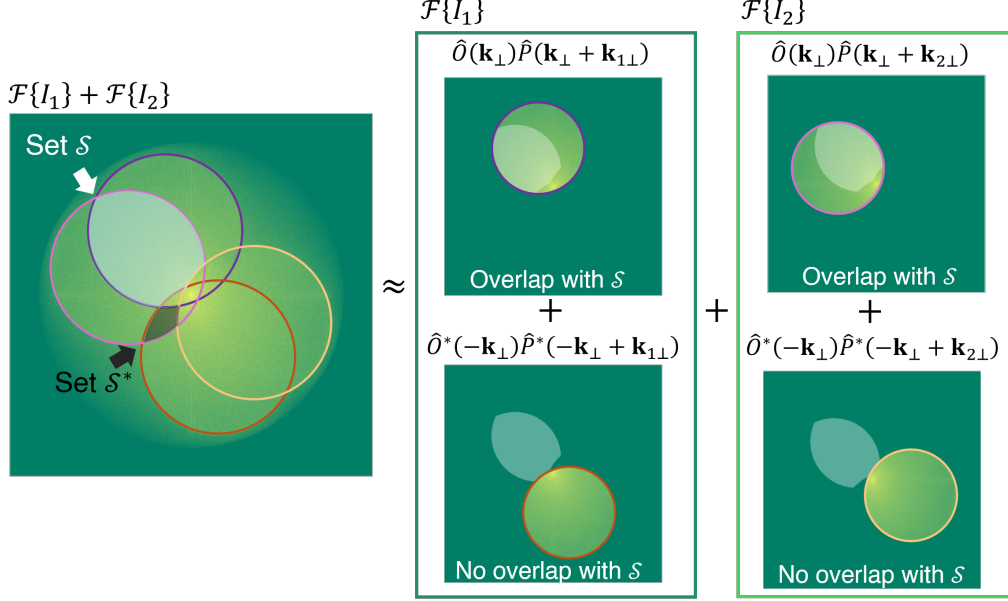 ℱ{I₁}
ℱ{I₂}
Ô(𝐤⊥)P̂(𝐤⊥ + 𝐤₁⊥)
Ô(𝐤⊥)P̂(𝐤⊥ + 𝐤₂⊥)
ℱ{I₁} + ℱ{I₂}
Set 𝒮
Overlap with 𝒮
Overlap with 𝒮
≈
+
+
+
Ô*(−𝐤⊥)P̂*(−𝐤⊥ + 𝐤₁⊥)
Ô*(−𝐤⊥)P̂*(−𝐤⊥ + 𝐤₂⊥)
Set 𝒮*
No overlap with 𝒮
No overlap with 𝒮